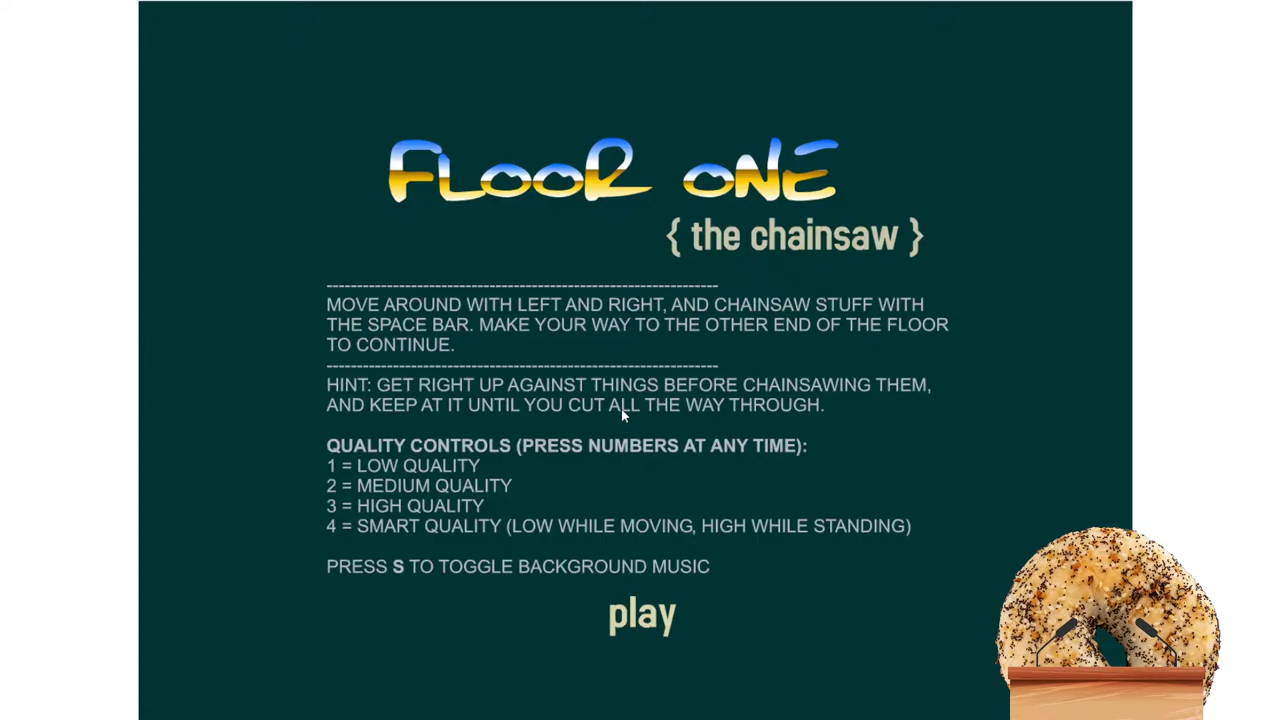 FLOOR ONE
{ the chainsaw }
-----------------------------------------------------------------
MOVE AROUND WITH LEFT AND RIGHT, AND CHAINSAW STUFF WITH
THE SPACE BAR. MAKE YOUR WAY TO THE OTHER END OF THE FLOOR
TO CONTINUE.
-----------------------------------------------------------------
HINT: GET RIGHT UP AGAINST THINGS BEFORE CHAINSAWING THEM,
AND KEEP AT IT UNTIL YOU CUT ALL THE WAY THROUGH.
QUALITY CONTROLS (PRESS NUMBERS AT ANY TIME):
1 = LOW QUALITY
2 = MEDIUM QUALITY
3 = HIGH QUALITY
4 = SMART QUALITY (LOW WHILE MOVING, HIGH WHILE STANDING)
PRESS S TO TOGGLE BACKGROUND MUSIC
play